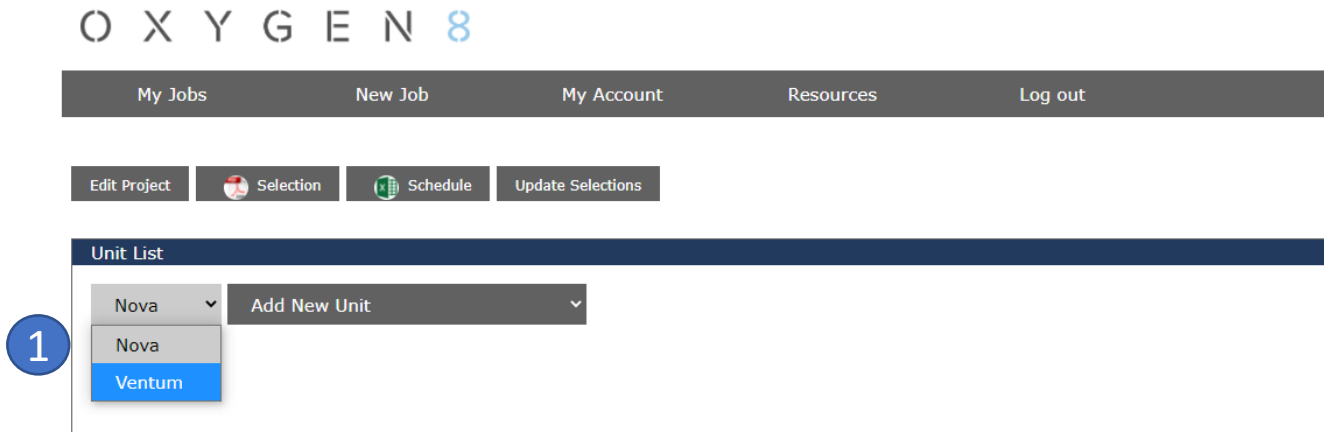 OXYGEN8
My Jobs New Job My Account Resources Log out
Edit Project Selection Schedule Update Selections
Unit List
Nova Add New Unit
1
Nova
Ventum